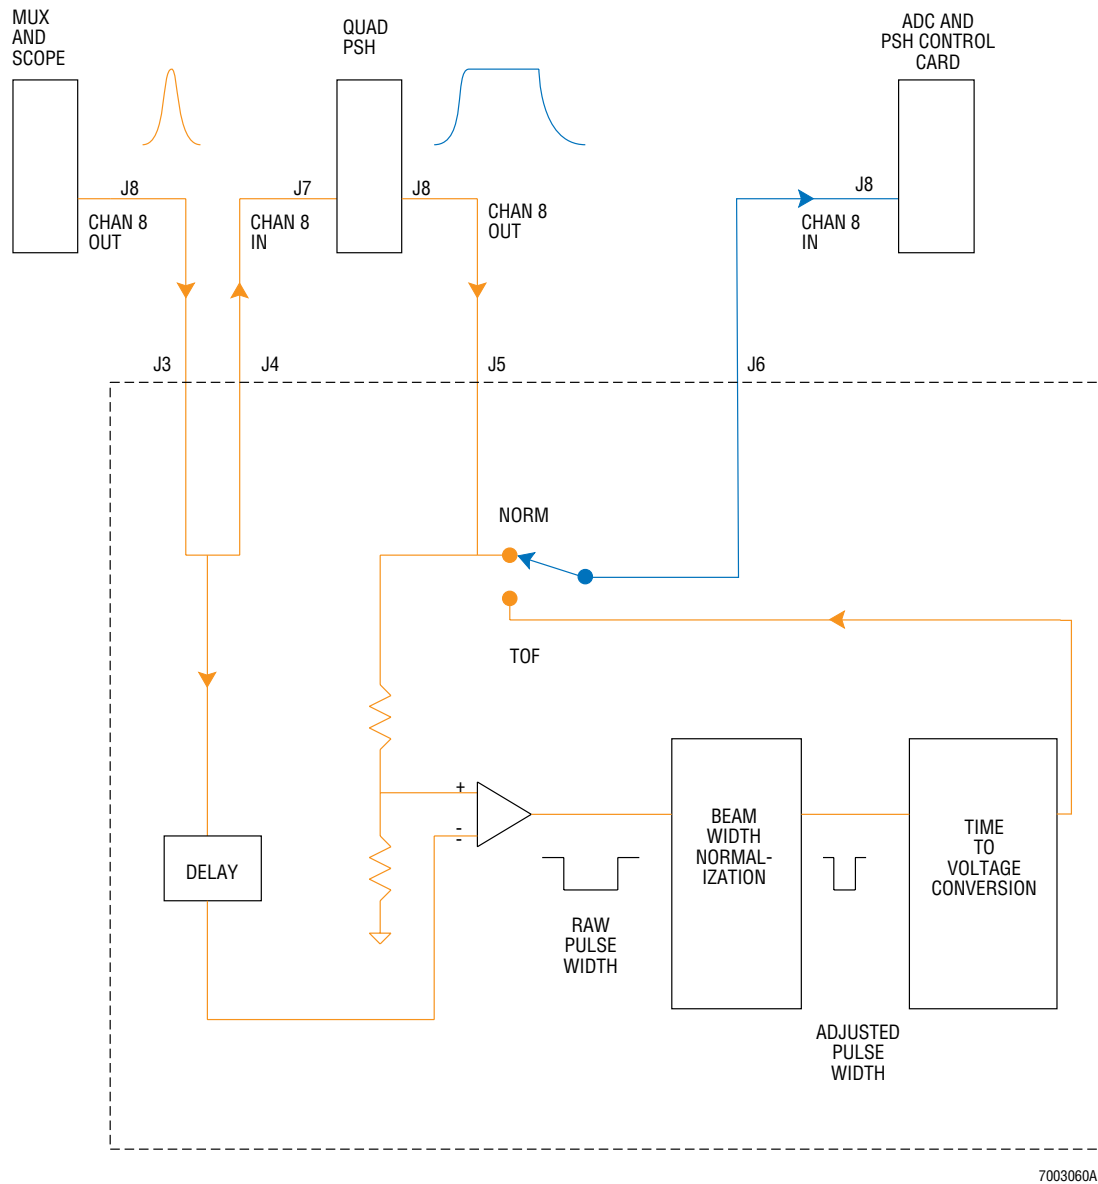 MUX
AND
SCOPE
QUAD
PSH
ADC AND
PSH CONTROL
CARD
J8
CHAN 8
OUT
J7
CHAN 8
IN
J8
CHAN 8
OUT
J8
CHAN 8
IN
J3
J4
J5
J6
NORM
TOF
+
-
-
DELAY
RAW
PULSE
WIDTH
BEAM
WIDTH
NORMAL-
IZATION
ADJUSTED
PULSE
WIDTH
TIME
TO
VOLTAGE
CONVERSION
7003060A